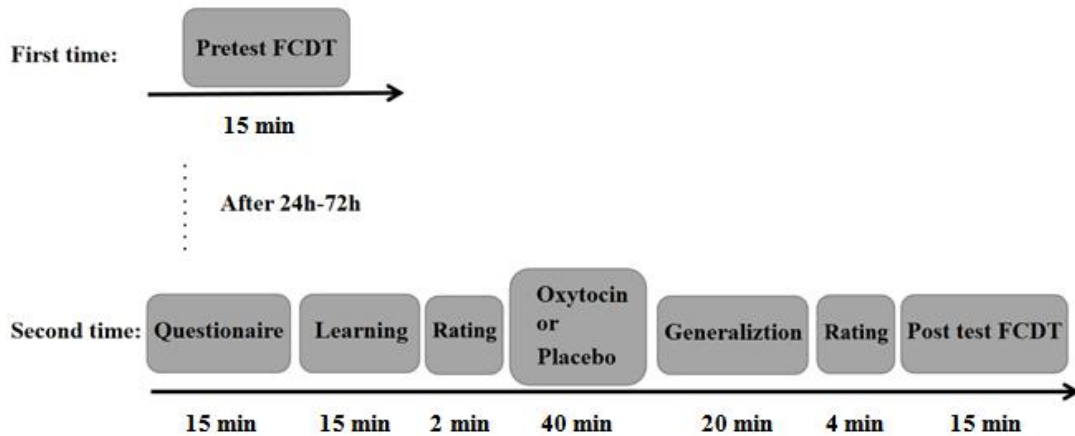 First time:
Pretest FCDT
15 min
After 24h-72h
Second time:
Questionaire
Learning
Rating
Oxytocin
or
Placebo
Generaliztion
Rating
Post test FCDT
15 min
15 min
2 min
40 min
20 min
4 min
15 min